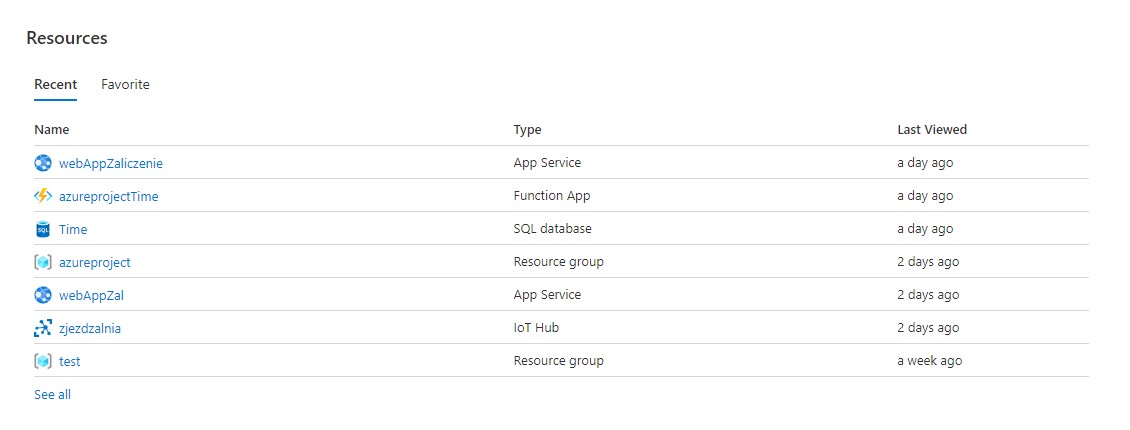 Resources
Recent Favorite
Name Type Last Viewed
webAppZaliczenie App Service a day ago
azureprojectTime Function App a day ago
SQL Time SQL database a day ago
azureproject Resource group 2 days ago
webAppZal App Service 2 days ago
zjezdzalnia IoT Hub 2 days ago
test Resource group a week ago
See all